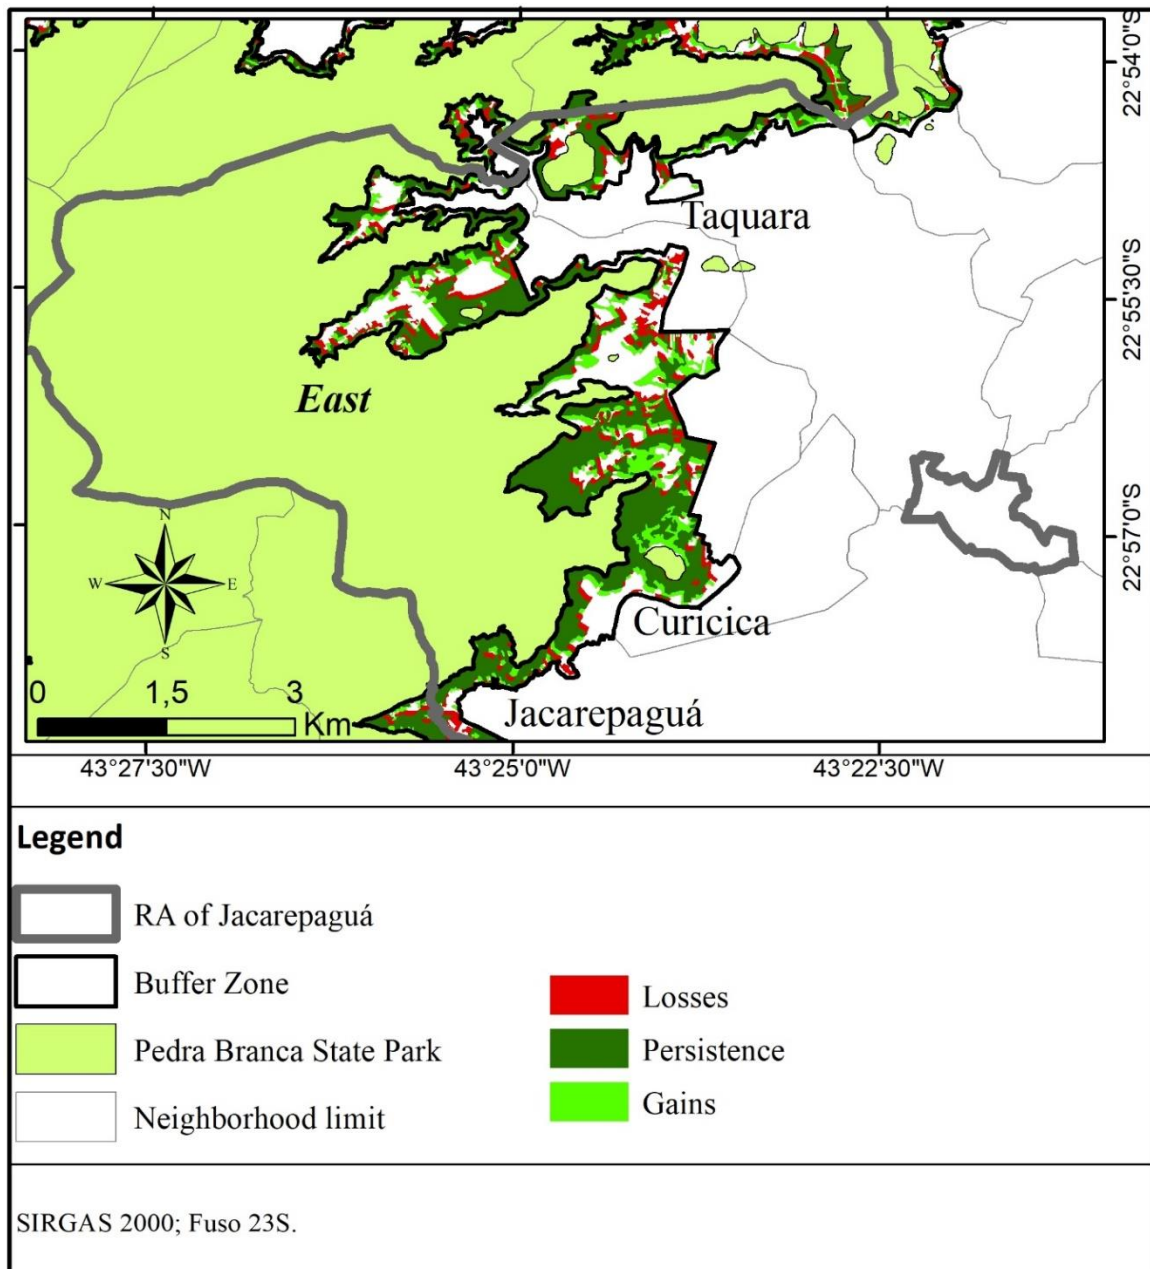 22°54'0"S
Taquara
22°55'30"S
East
22°57'0"S
N
W E
S
Curicica
0 1,5 3
Km
Jacarepaguá
43°27'30"W 43°25'0"W 43°22'30"W
Legend
RA of Jacarepaguá
Buffer Zone
Pedra Branca State Park
Neighborhood limit
Losses
Persistence
Gains
SIRGAS 2000; Fuso 23S.